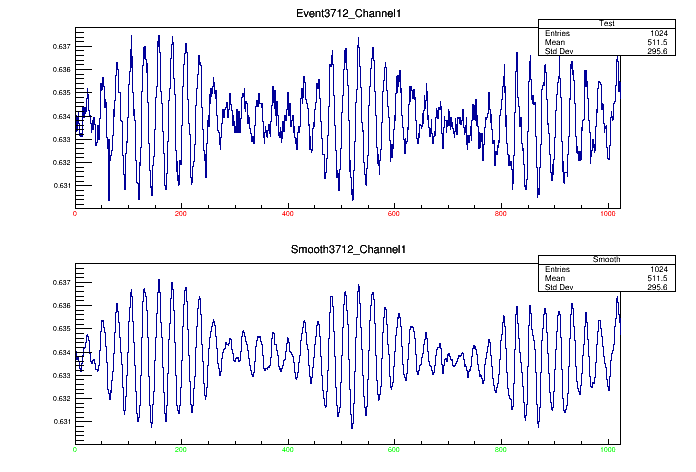 Event3712_Channel1
Test
Entries 1024
Mean 511.5
Std Dev 295.6
0.637
0.636
0.635
0.634
0.633
0.632
0.631
0 200 400 600 800 1000
Smooth3712_Channel1
Smooth
Entries 1024
Mean 511.5
Std Dev 295.6
0.637
0.636
0.635
0.634
0.633
0.632
0.631
0 200 400 600 800 1000